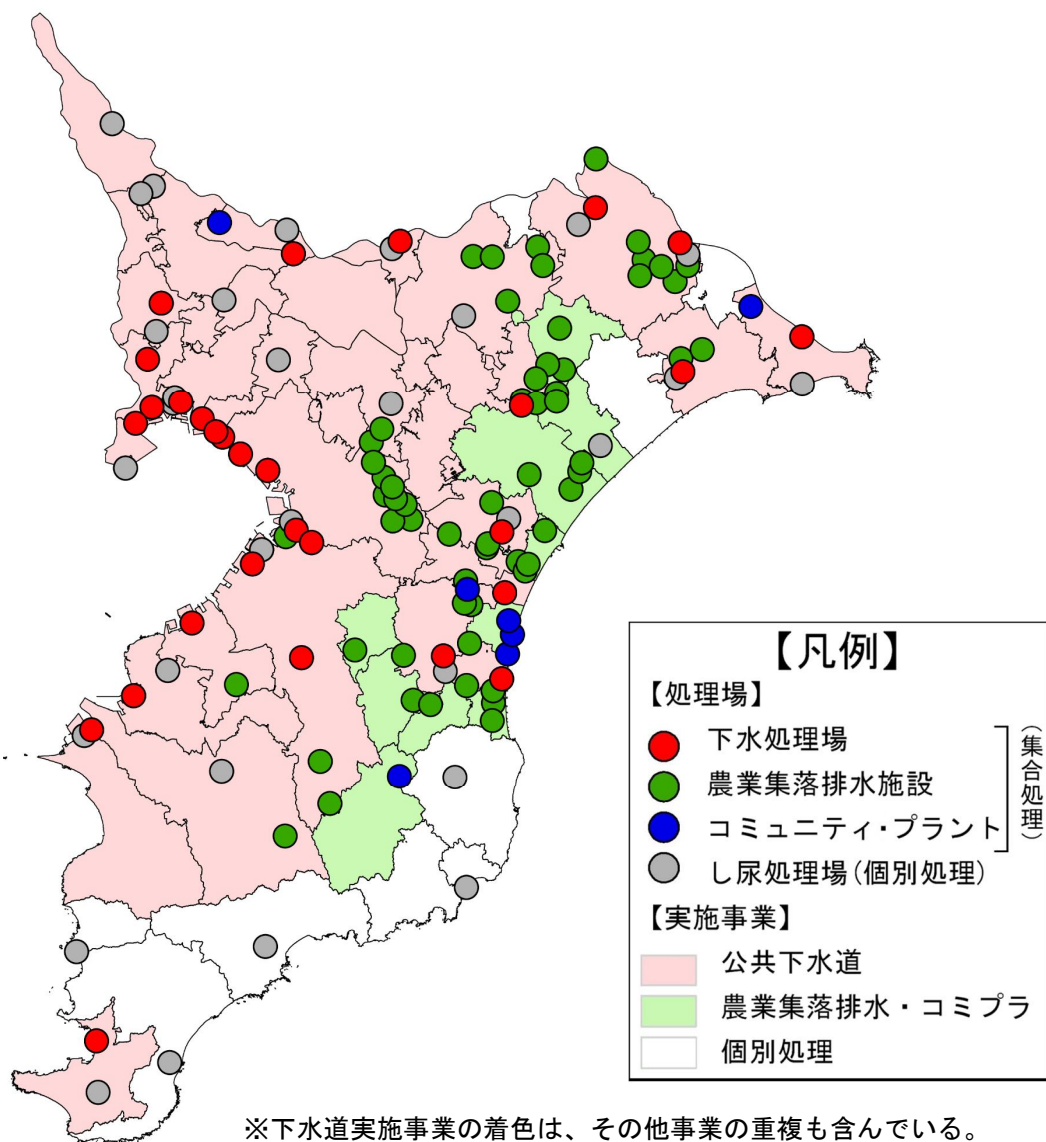 【凡例】
【処理場】
下水処理場
農業集落排水施設
コミュニティ・プラント
(集合処理)
し尿処理場(個別処理)
【実施事業】
公共下水道
農業集落排水・コミプラ
個別処理
※下水道実施事業の着色は、その他事業の重複も含んでいる。